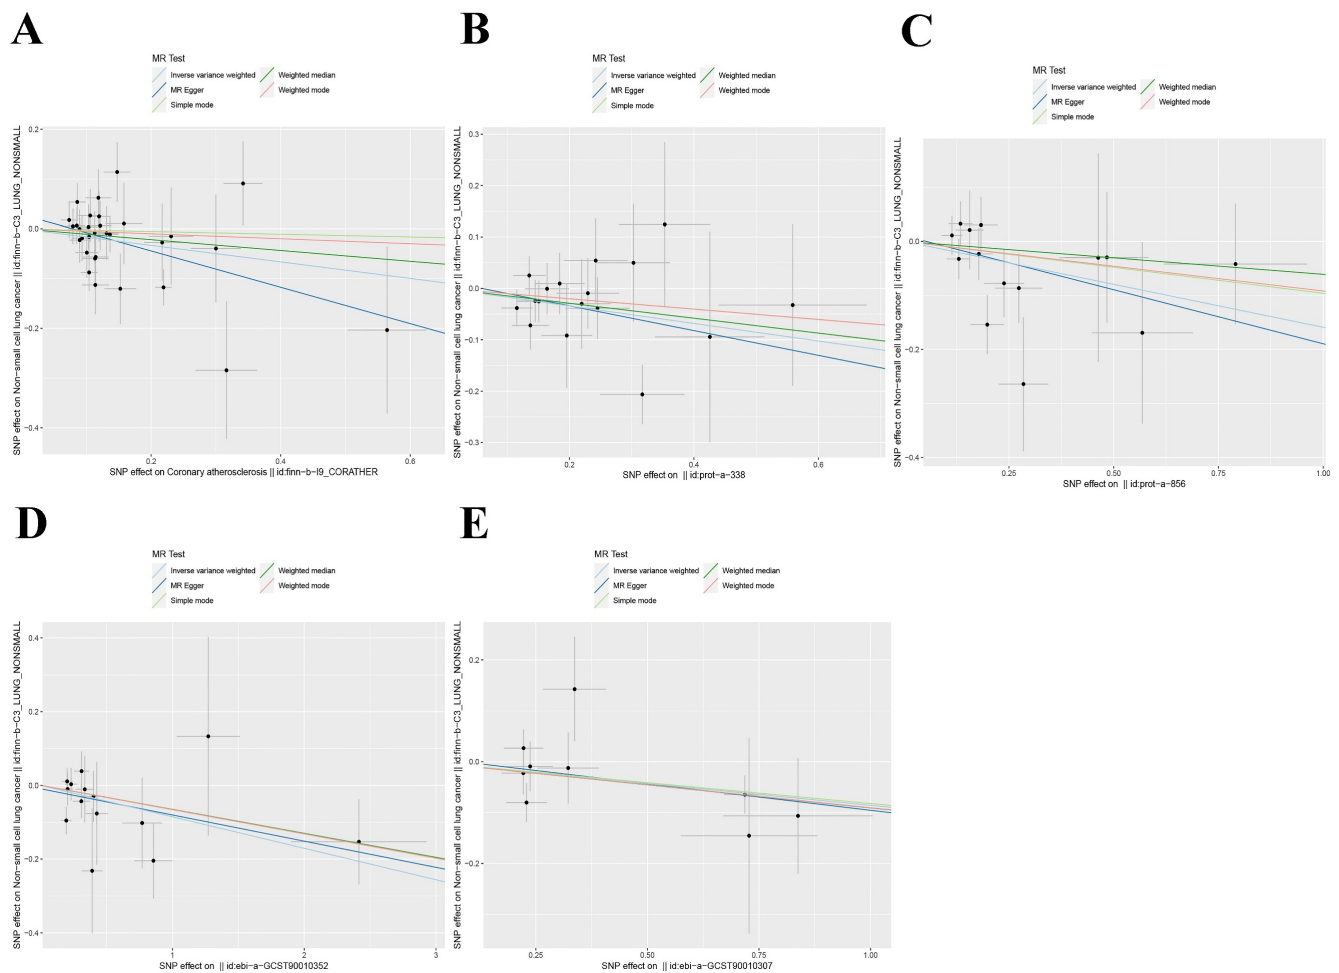 A
MR Test
Inverse variance weighted
Weighted median
MR Egger
Weighted mode
Simple mode
SNP effect on Non−small cell lung cancer || id:finn−b−C3_LUNG_NONSMALL
0.2
0.0
−0.2
−0.4
0.2
0.4
0.6
SNP effect on Coronary atherosclerosis || id:finn−b−I9_CORATHER
B
MR Test
Inverse variance weighted
Weighted median
MR Egger
Weighted mode
Simple mode
SNP effect on Non−small cell lung cancer || id:finn−b−C3_LUNG_NONSMALL
0.3
0.1
0.0
−0.1
−0.3
0.2
0.6
SNP effect on || id:prot−a−338
C
MR Test
Inverse variance weighted
Weighted median
MR Egger
Weighted mode
Simple mode
SNP effect on Non−small cell lung cancer || id:finn−b−C3_LUNG_NONSMALL
0.0
−0.2
−0.4
0.25
0.50
0.75
1.00
SNP effect on || id:prot−a−856
D
MR Test
Inverse variance weighted
Weighted median
MR Egger
Weighted mode
Simple mode
SNP effect on Non−small cell lung cancer || id:finn−b−C3_LUNG_NONSMALL
0.4
0.2
0.0
−0.2
−0.4
1
2
3
SNP effect on || id:ebi−a−GCST90010352
E
MR Test
Inverse variance weighted
Weighted median
MR Egger
Weighted mode
Simple mode
SNP effect on Non−small cell lung cancer || id:finn−b−C3_LUNG_NONSMALL
0.2
0.0
−0.2
0.25
0.50
0.75
1.00
SNP effect on || id:ebi−a−GCST90010307